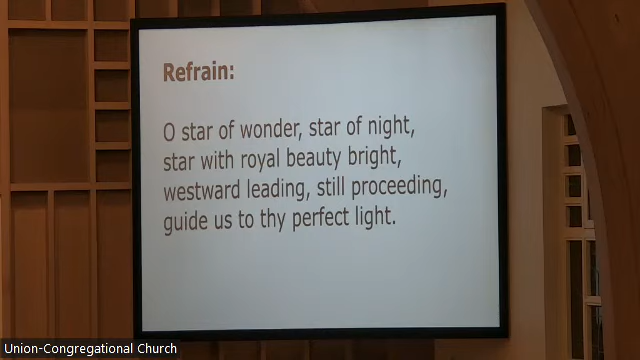 Refrain:
O star of wonder, star of night,
star with royal beauty bright,
westward leading, still proceeding,
guide us to thy perfect light.
Union-Congregational Church